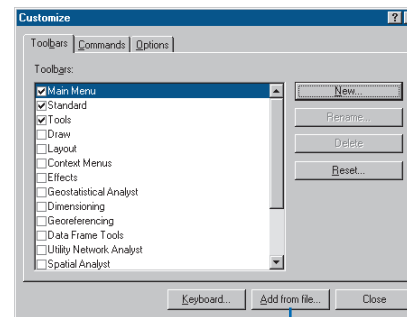 Customize
Toolbars Commands Options
Toolbars:
Main Menu
Standard
Tools
Draw
Layout
Context Menus
Effects
Geostatistical Analyst
Dimensioning
Georeferencing
Data Frame Tools
Utility Network Analyst
Spatial Analyst
New...
Rename...
Delete
Reset...
Keyboard... Add from file... Close